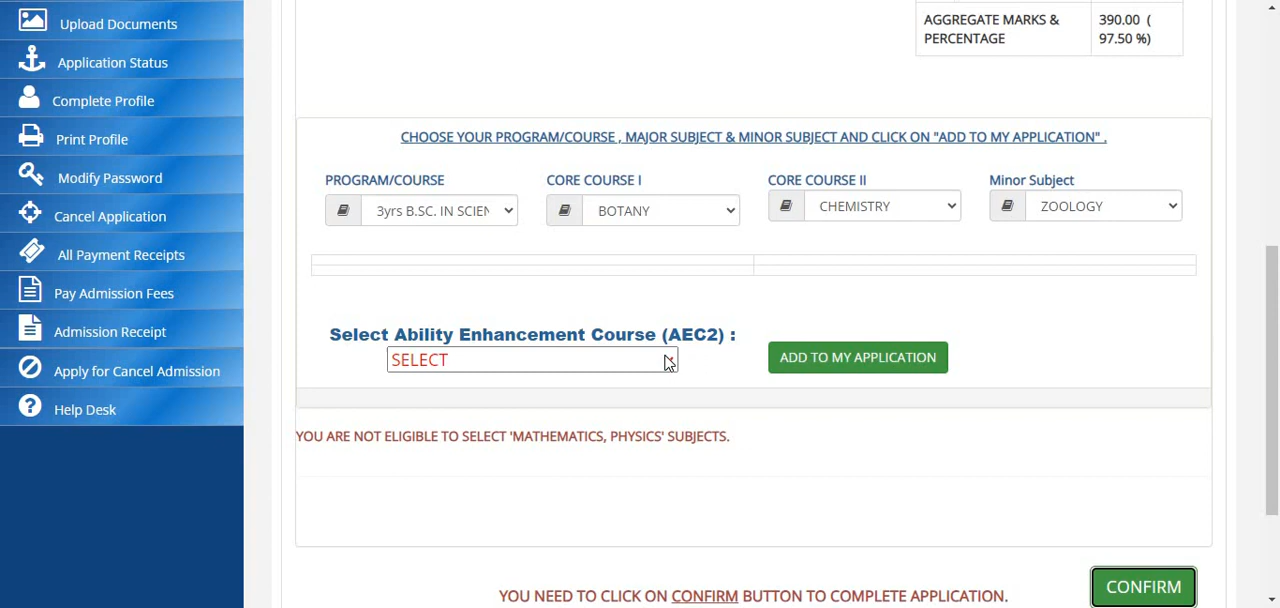 Upload Documents
Application Status
Complete Profile
Print Profile
Modify Password
Cancel Application
All Payment Receipts
Pay Admission Fees
Admission Receipt
Apply for Cancel Admission
Help Desk
AGGREGATE MARKS & 390.00 (
PERCENTAGE 97.50 %)
CHOOSE YOUR PROGRAM/COURSE , MAJOR SUBJECT & MINOR SUBJECT AND CLICK ON "ADD TO MY APPLICATION" .
PROGRAM/COURSE CORE COURSE I CORE COURSE II Minor Subject
3yrs B.SC. IN SCIEN BOTANY CHEMISTRY ZOOLOGY
Select Ability Enhancement Course (AEC2) :
SELECT ADD TO MY APPLICATION
YOU ARE NOT ELIGIBLE TO SELECT 'MATHEMATICS, PHYSICS' SUBJECTS.
YOU NEED TO CLICK ON CONFIRM BUTTON TO COMPLETE APPLICATION. CONFIRM